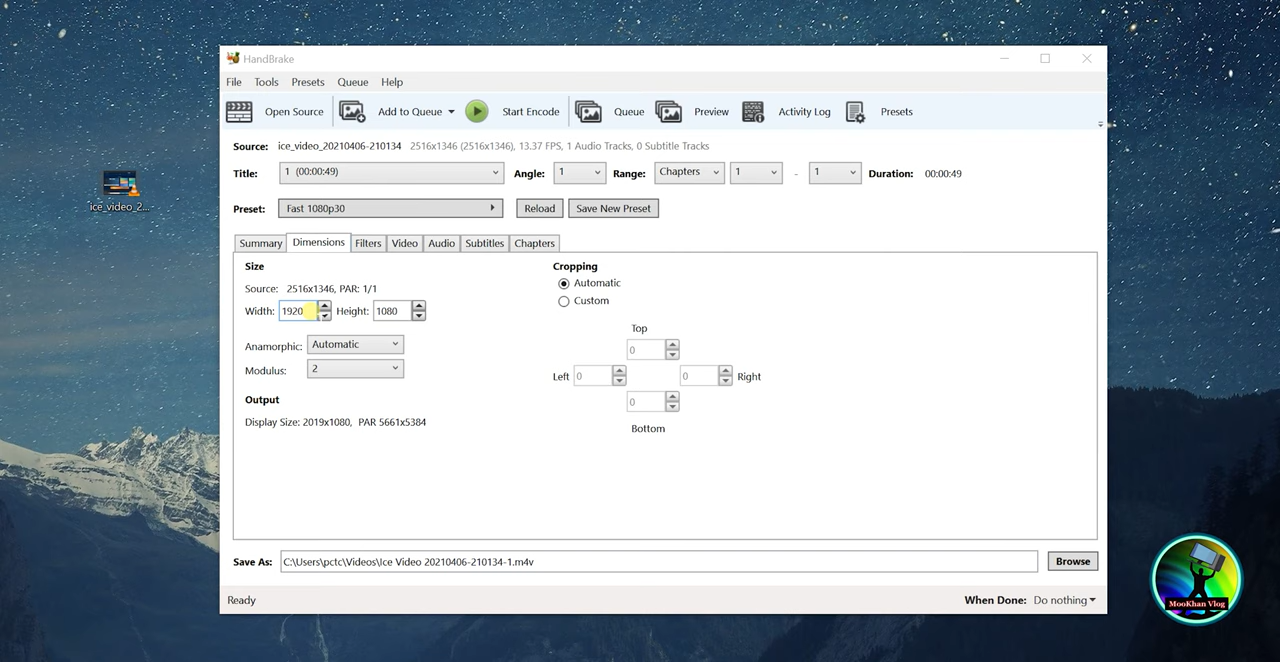 HandBrake
File Tools Presets Queue Help
Open Source Add to Queue Start Encode Queue Preview Activity Log Presets
Source: ice_video_20210406-210134 2516x1346 (2516x1346), 13.37 FPS, 1 Audio Tracks, 0 Subtitle Tracks
Title: 1 (00:00:49) Angle: 1 Range: Chapters 1 - 1 Duration: 00:00:49
ice_video_2...
Preset: Fast 1080p30 Reload Save New Preset
Summary Dimensions Filters Video Audio Subtitles Chapters
Size
Source: 2516x1346, PAR: 1/1
Width: 1920 Height: 1080
Anamorphic: Automatic
Modulus: 2
Output
Display Size: 2019x1080, PAR 5661x5384
Cropping
Automatic
Custom
Top
0
Left 0 0 Right
0
Bottom
Save As: C:\Users\pctc\Videos\Ice Video 20210406-210134-1.m4v Browse
Ready When Done: Do nothing
MooKhan Vlog